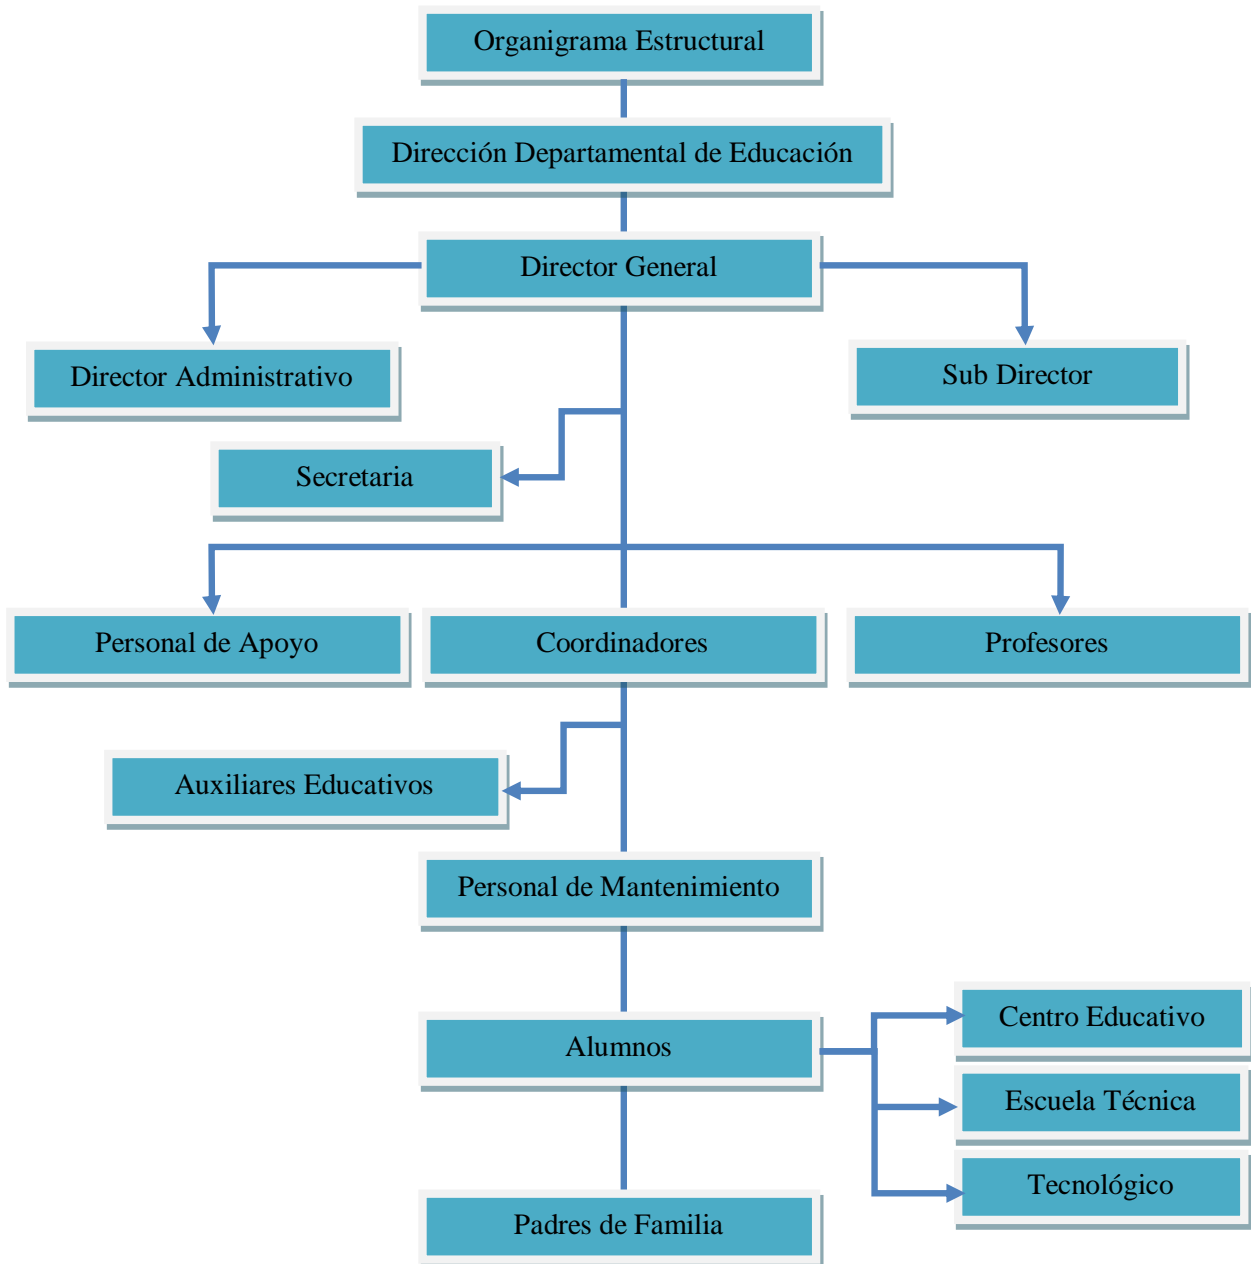 Organigrama Estructural
Dirección Departamental de Educación
Director General
Director Administrativo
Sub Director
Secretaria
Personal de Apoyo
Coordinadores
Profesores
Auxiliares Educativos
Personal de Mantenimiento
Centro Educativo
Alumnos
Escuela Técnica
Tecnológico
Padres de Familia